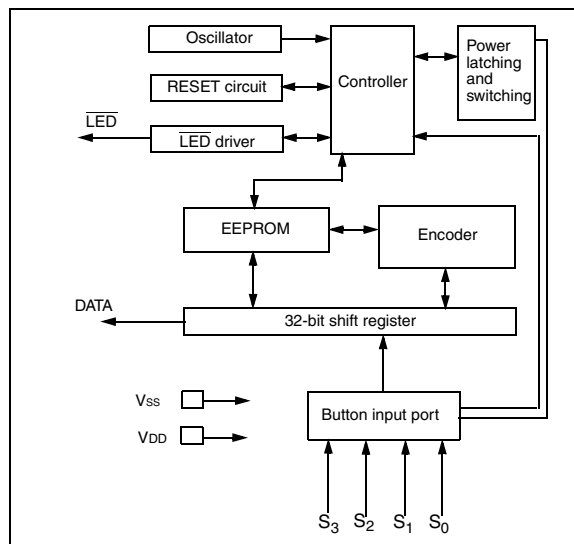 Oscillator
RESET circuit
LED
LED driver
Controller
Power
latching
and
switching
EEPROM
Encoder
DATA
32-bit shift register
VSS
VDD
Button input port
S3
S2
S1
S0